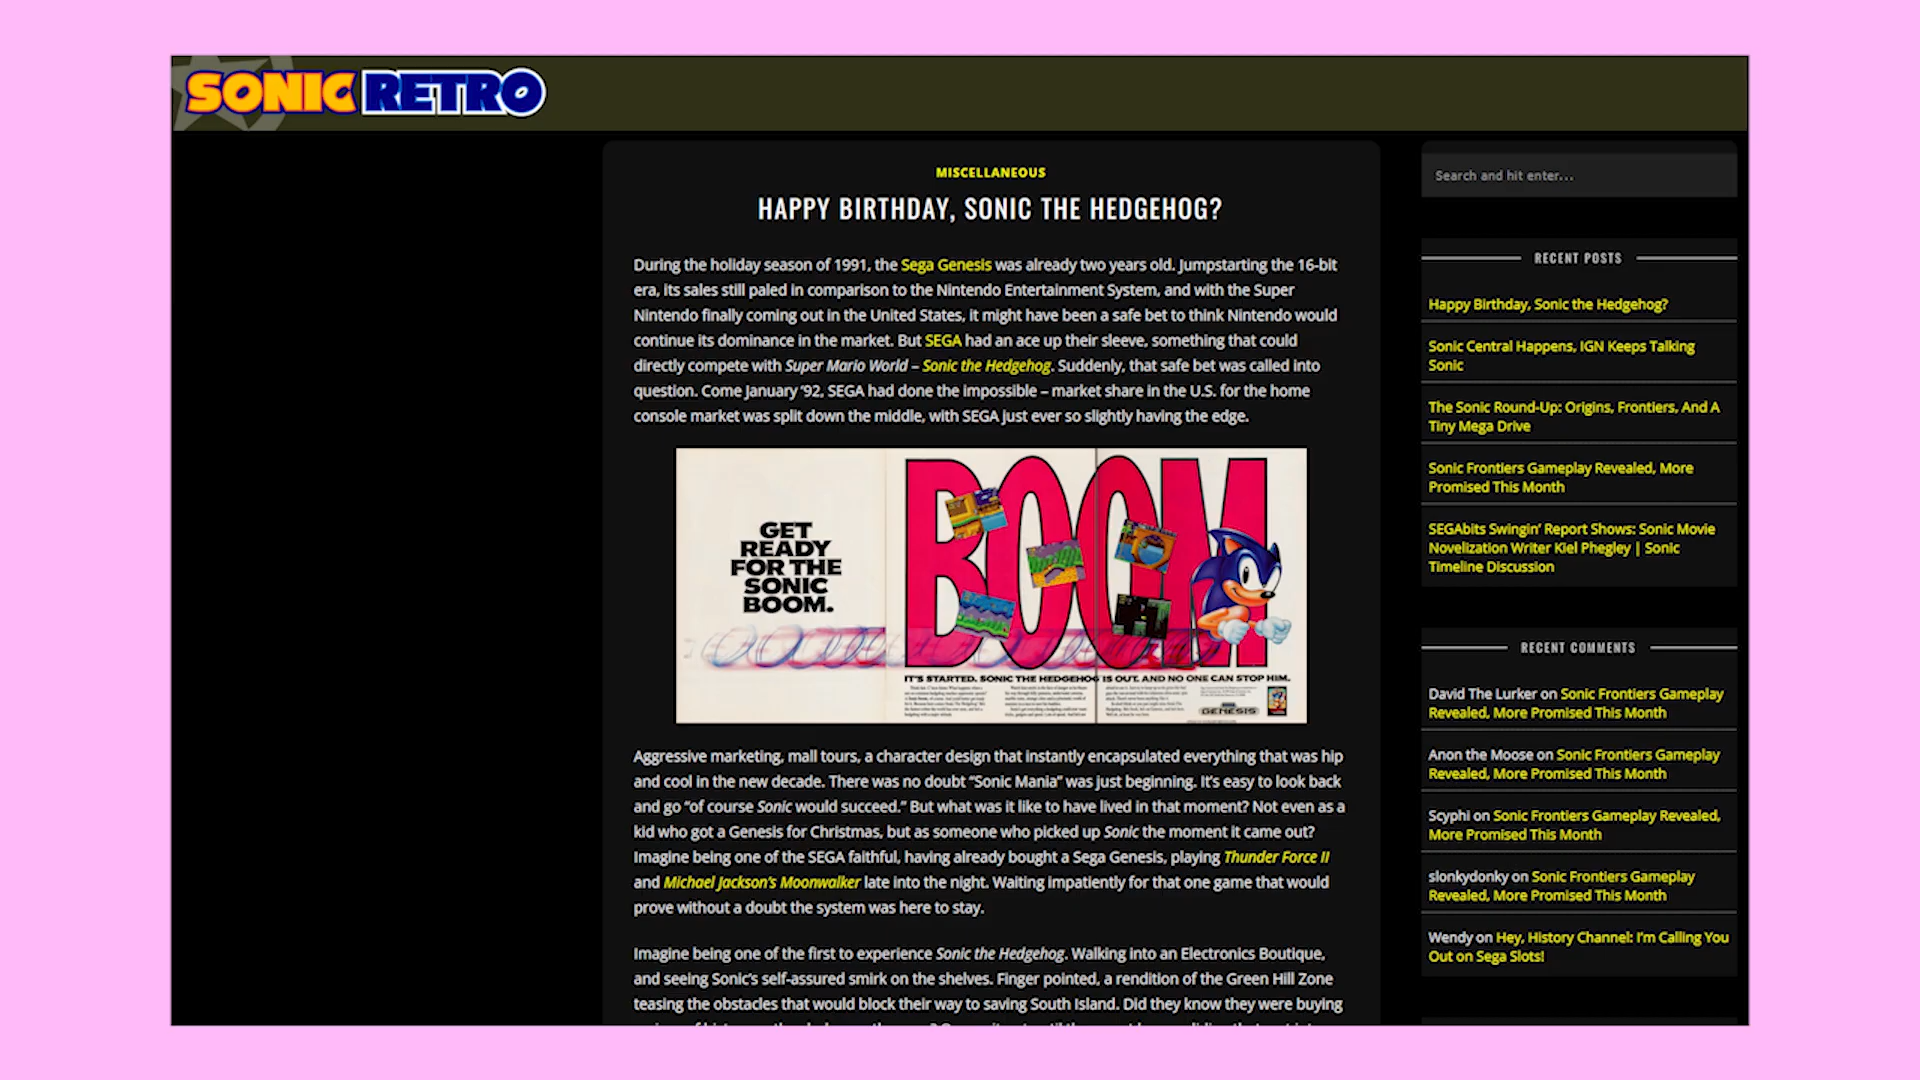 SONIC RETRO
MISCELLANEOUS
HAPPY BIRTHDAY, SONIC THE HEDGEHOG?
During the holiday season of 1991, the Sega Genesis was already two years old. Jumpstarting the 16-bit
era, its sales still paled in comparison to the Nintendo Entertainment System, and with the Super
Nintendo finally coming out in the United States, it might have been a safe bet to think Nintendo would
continue its dominance in the market. But SEGA had an ace up their sleeve, something that could
directly compete with Super Mario World – Sonic the Hedgehog. Suddenly, that safe bet was called into
question. Come January ’92, SEGA had done the impossible – market share in the U.S. for the home
console market was split down the middle, with SEGA just ever so slightly having the edge.
GET
READY
FOR THE
SONIC
BOOM.
BOOM
IT'S STARTED. SONIC THE HEDGEHOG IS OUT. AND NO ONE CAN STOP HIM.
GENESIS
Aggressive marketing, mall tours, a character design that instantly encapsulated everything that was hip
and cool in the new decade. There was no doubt “Sonic Mania” was just beginning. It’s easy to look back
and go “of course Sonic would succeed.” But what was it like to have lived in that moment? Not even as a
kid who got a Genesis for Christmas, but as someone who picked up Sonic the moment it came out?
Imagine being one of the SEGA faithful, having already bought a Sega Genesis, playing Thunder Force II
and Michael Jackson’s Moonwalker late into the night. Waiting impatiently for that one game that would
prove without a doubt the system was here to stay.
Imagine being one of the first to experience Sonic the Hedgehog. Walking into an Electronics Boutique,
and seeing Sonic’s self-assured smirk on the shelves. Finger pointed, a rendition of the Green Hill Zone
teasing the obstacles that would block their way to saving South Island. Did they know they were buying
Search and hit enter...
RECENT POSTS
Happy Birthday, Sonic the Hedgehog?
Sonic Central Happens, IGN Keeps Talking
Sonic
The Sonic Round-Up: Origins, Frontiers, And A
Tiny Mega Drive
Sonic Frontiers Gameplay Revealed, More
Promised This Month
SEGAbits Swingin’ Report Shows: Sonic Movie
Novelization Writer Kiel Phegley | Sonic
Timeline Discussion
RECENT COMMENTS
David The Lurker on Sonic Frontiers Gameplay
Revealed, More Promised This Month
Anon the Moose on Sonic Frontiers Gameplay
Revealed, More Promised This Month
Scyphi on Sonic Frontiers Gameplay Revealed,
More Promised This Month
slonkydonky on Sonic Frontiers Gameplay
Revealed, More Promised This Month
Wendy on Hey, History Channel: I’m Calling You
Out on Sega Slots!